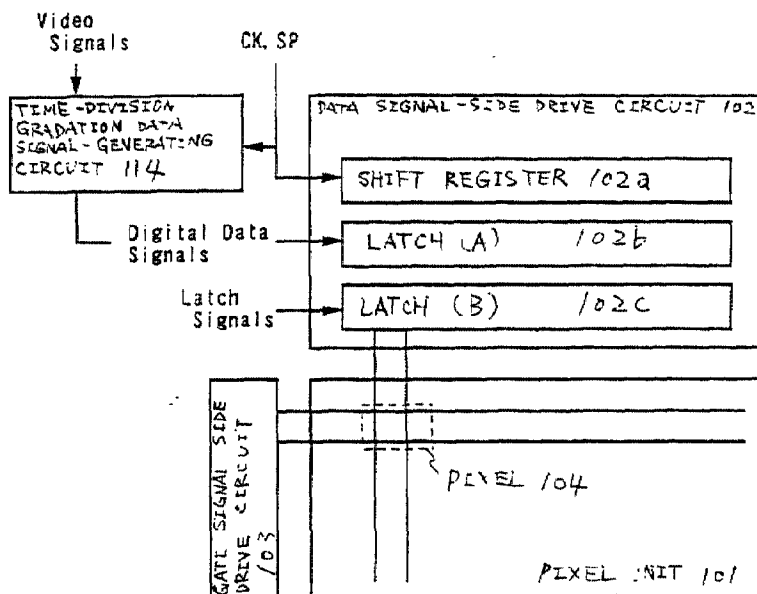 Video
Signals
CK, SP
TIME-DIVISION
GRADATION DATA
SIGNAL-GENERATING
CIRCUIT 114
DATA SIGNAL-SIDE DRIVE CIRCUIT 102
SHIFT REGISTER 102a
Digital Data
Signals
LATCH (A) 102b
Latch
Signals
LATCH (B) 102c
GATE SIGNAL SIDE
DRIVE CIRCUIT
103
PIXEL 104
PIXEL UNIT 101